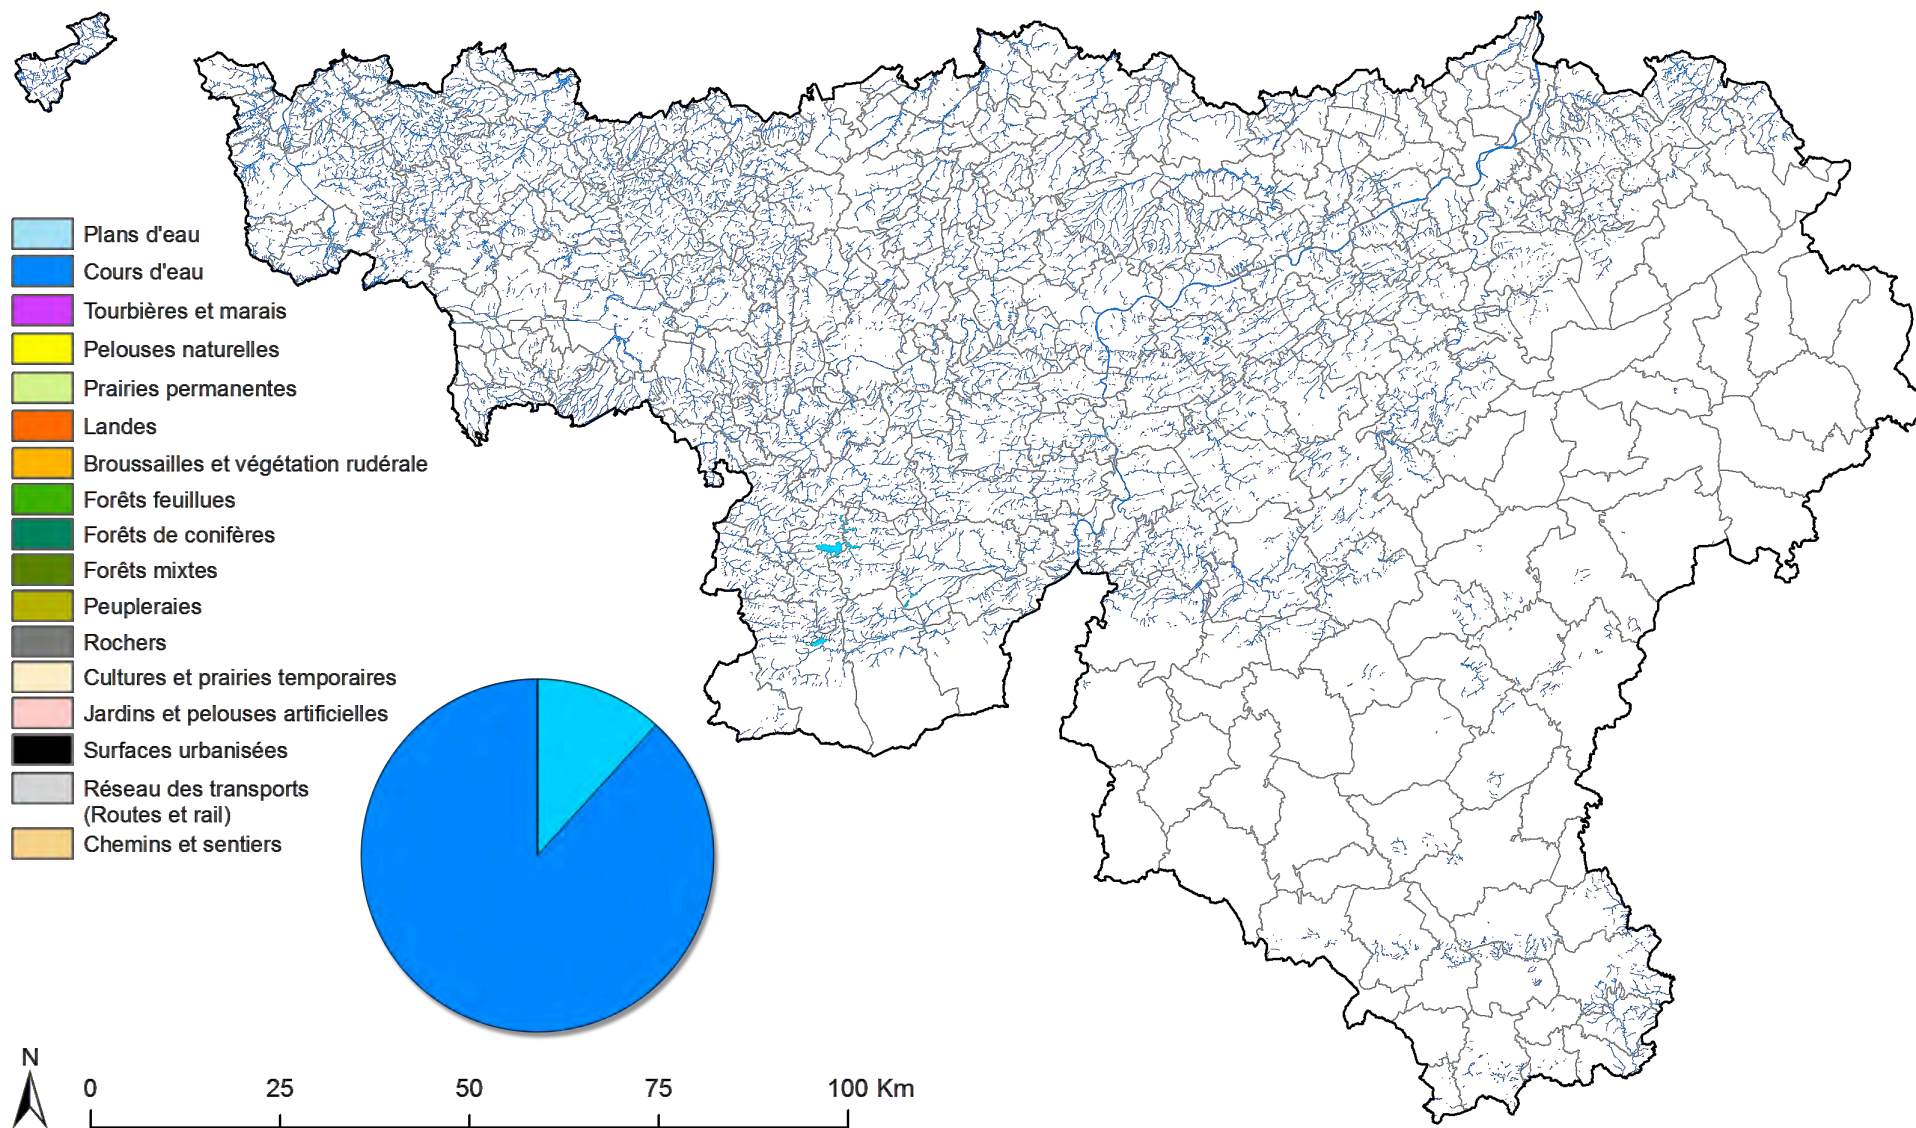 Plans d'eau
Cours d'eau
Tourbières et marais
Pelouses naturelles
Prairies permanentes
Landes
Broussailles et végétation rudérale
Forêts feuillues
Forêts de conifères
Forêts mixtes
Peupleraies
Rochers
Cultures et prairies temporaires
Jardins et pelouses artificielles
Surfaces urbanisées
Réseau des transports
(Routes et rail)
Chemins et sentiers
N
0 25 50 75 100 Km